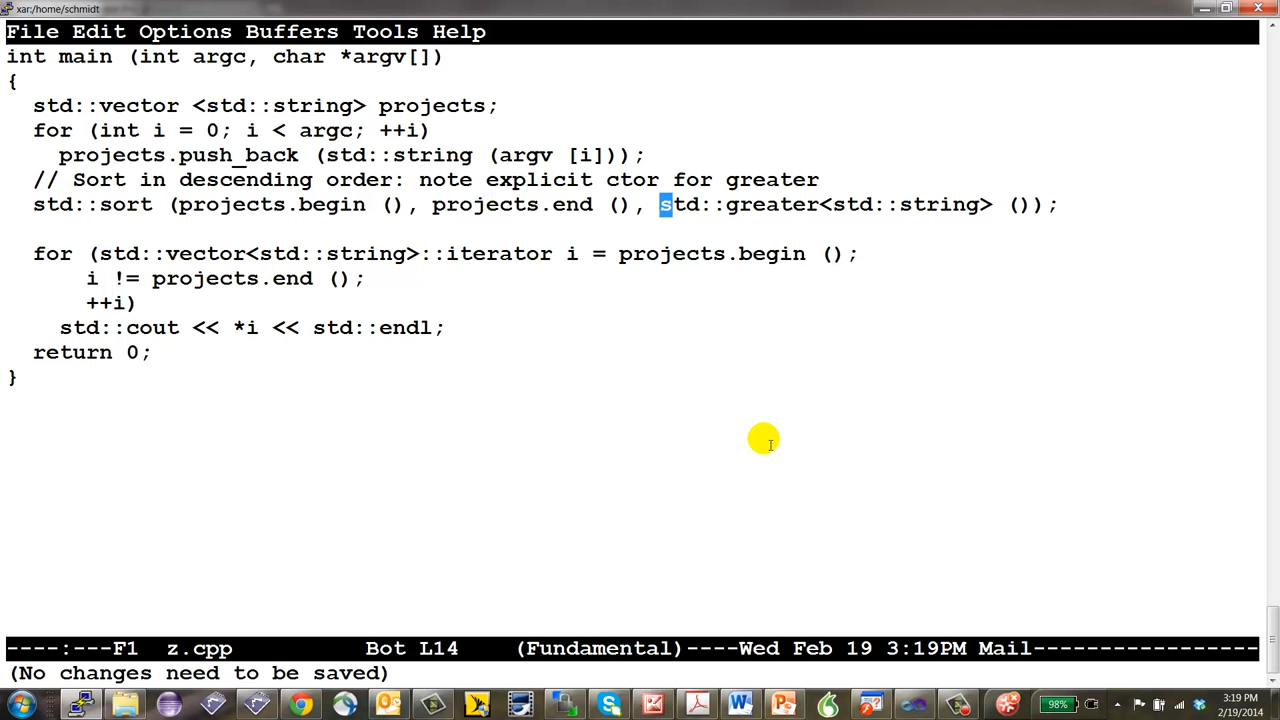 xar:/home/schmidt
File Edit Options Buffers Tools Help
int main (int argc, char *argv[])
{
  std::vector <std::string> projects;
  for (int i = 0; i < argc; ++i)
    projects.push_back (std::string (argv [i]));
  // Sort in descending order: note explicit ctor for greater
  std::sort (projects.begin (), projects.end (), std::greater<std::string> ());
  for (std::vector<std::string>::iterator i = projects.begin ();
      i != projects.end ();
      ++i)
    std::cout << *i << std::endl;
  return 0;
}
----:---F1  z.cpp          Bot L14    (Fundamental)----Wed Feb 19 3:19PM Mail-----------------
(No changes need to be saved)
98%
3:19 PM
2/19/2014